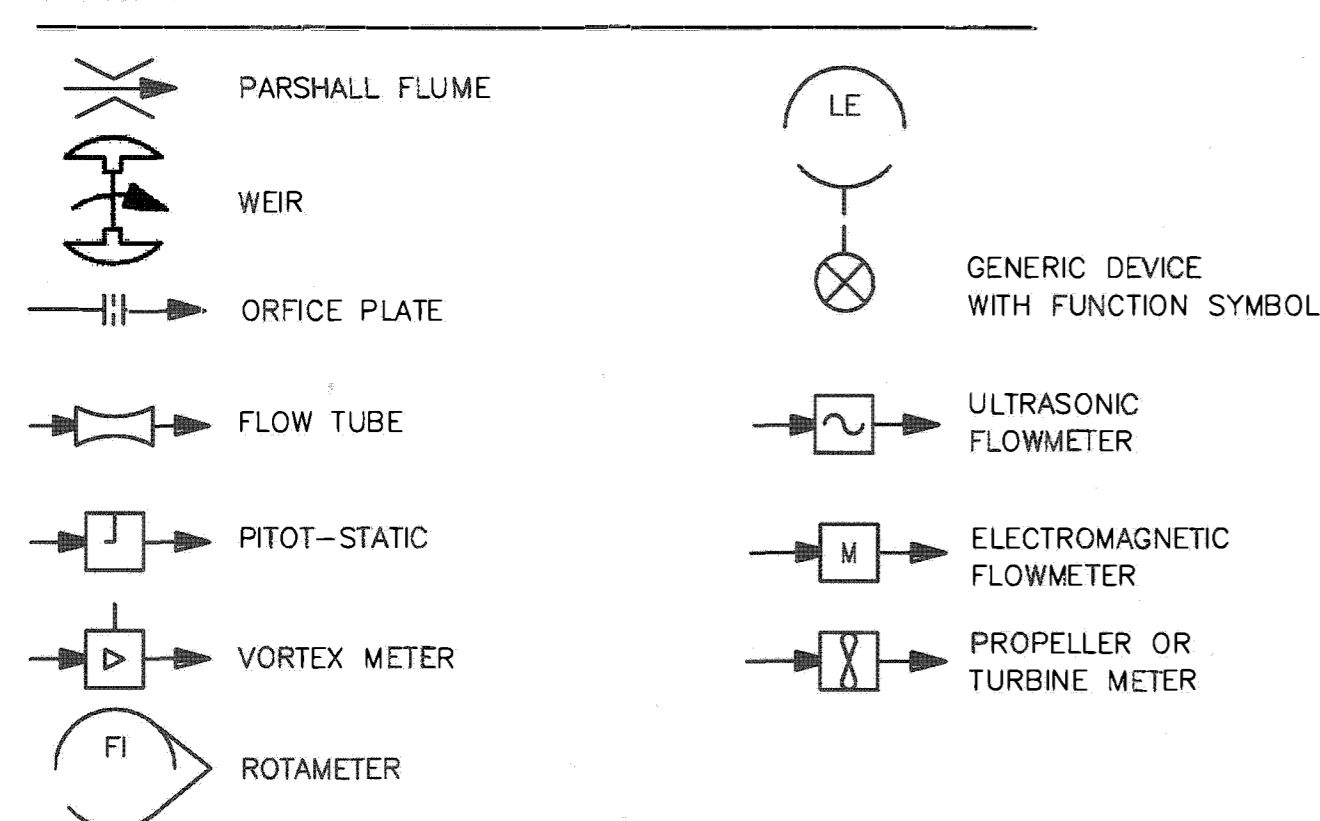 PARSHALL FLUME
WEIR
ORFICE PLATE
FLOW TUBE
PITOT-STATIC
VORTEX METER
FI
ROTAMETER
LE
GENERIC DEVICE
WITH FUNCTION SYMBOL
ULTRASONIC
FLOWMETER
M
ELECTROMAGNETIC
FLOWMETER
PROPELLER OR
TURBINE METER